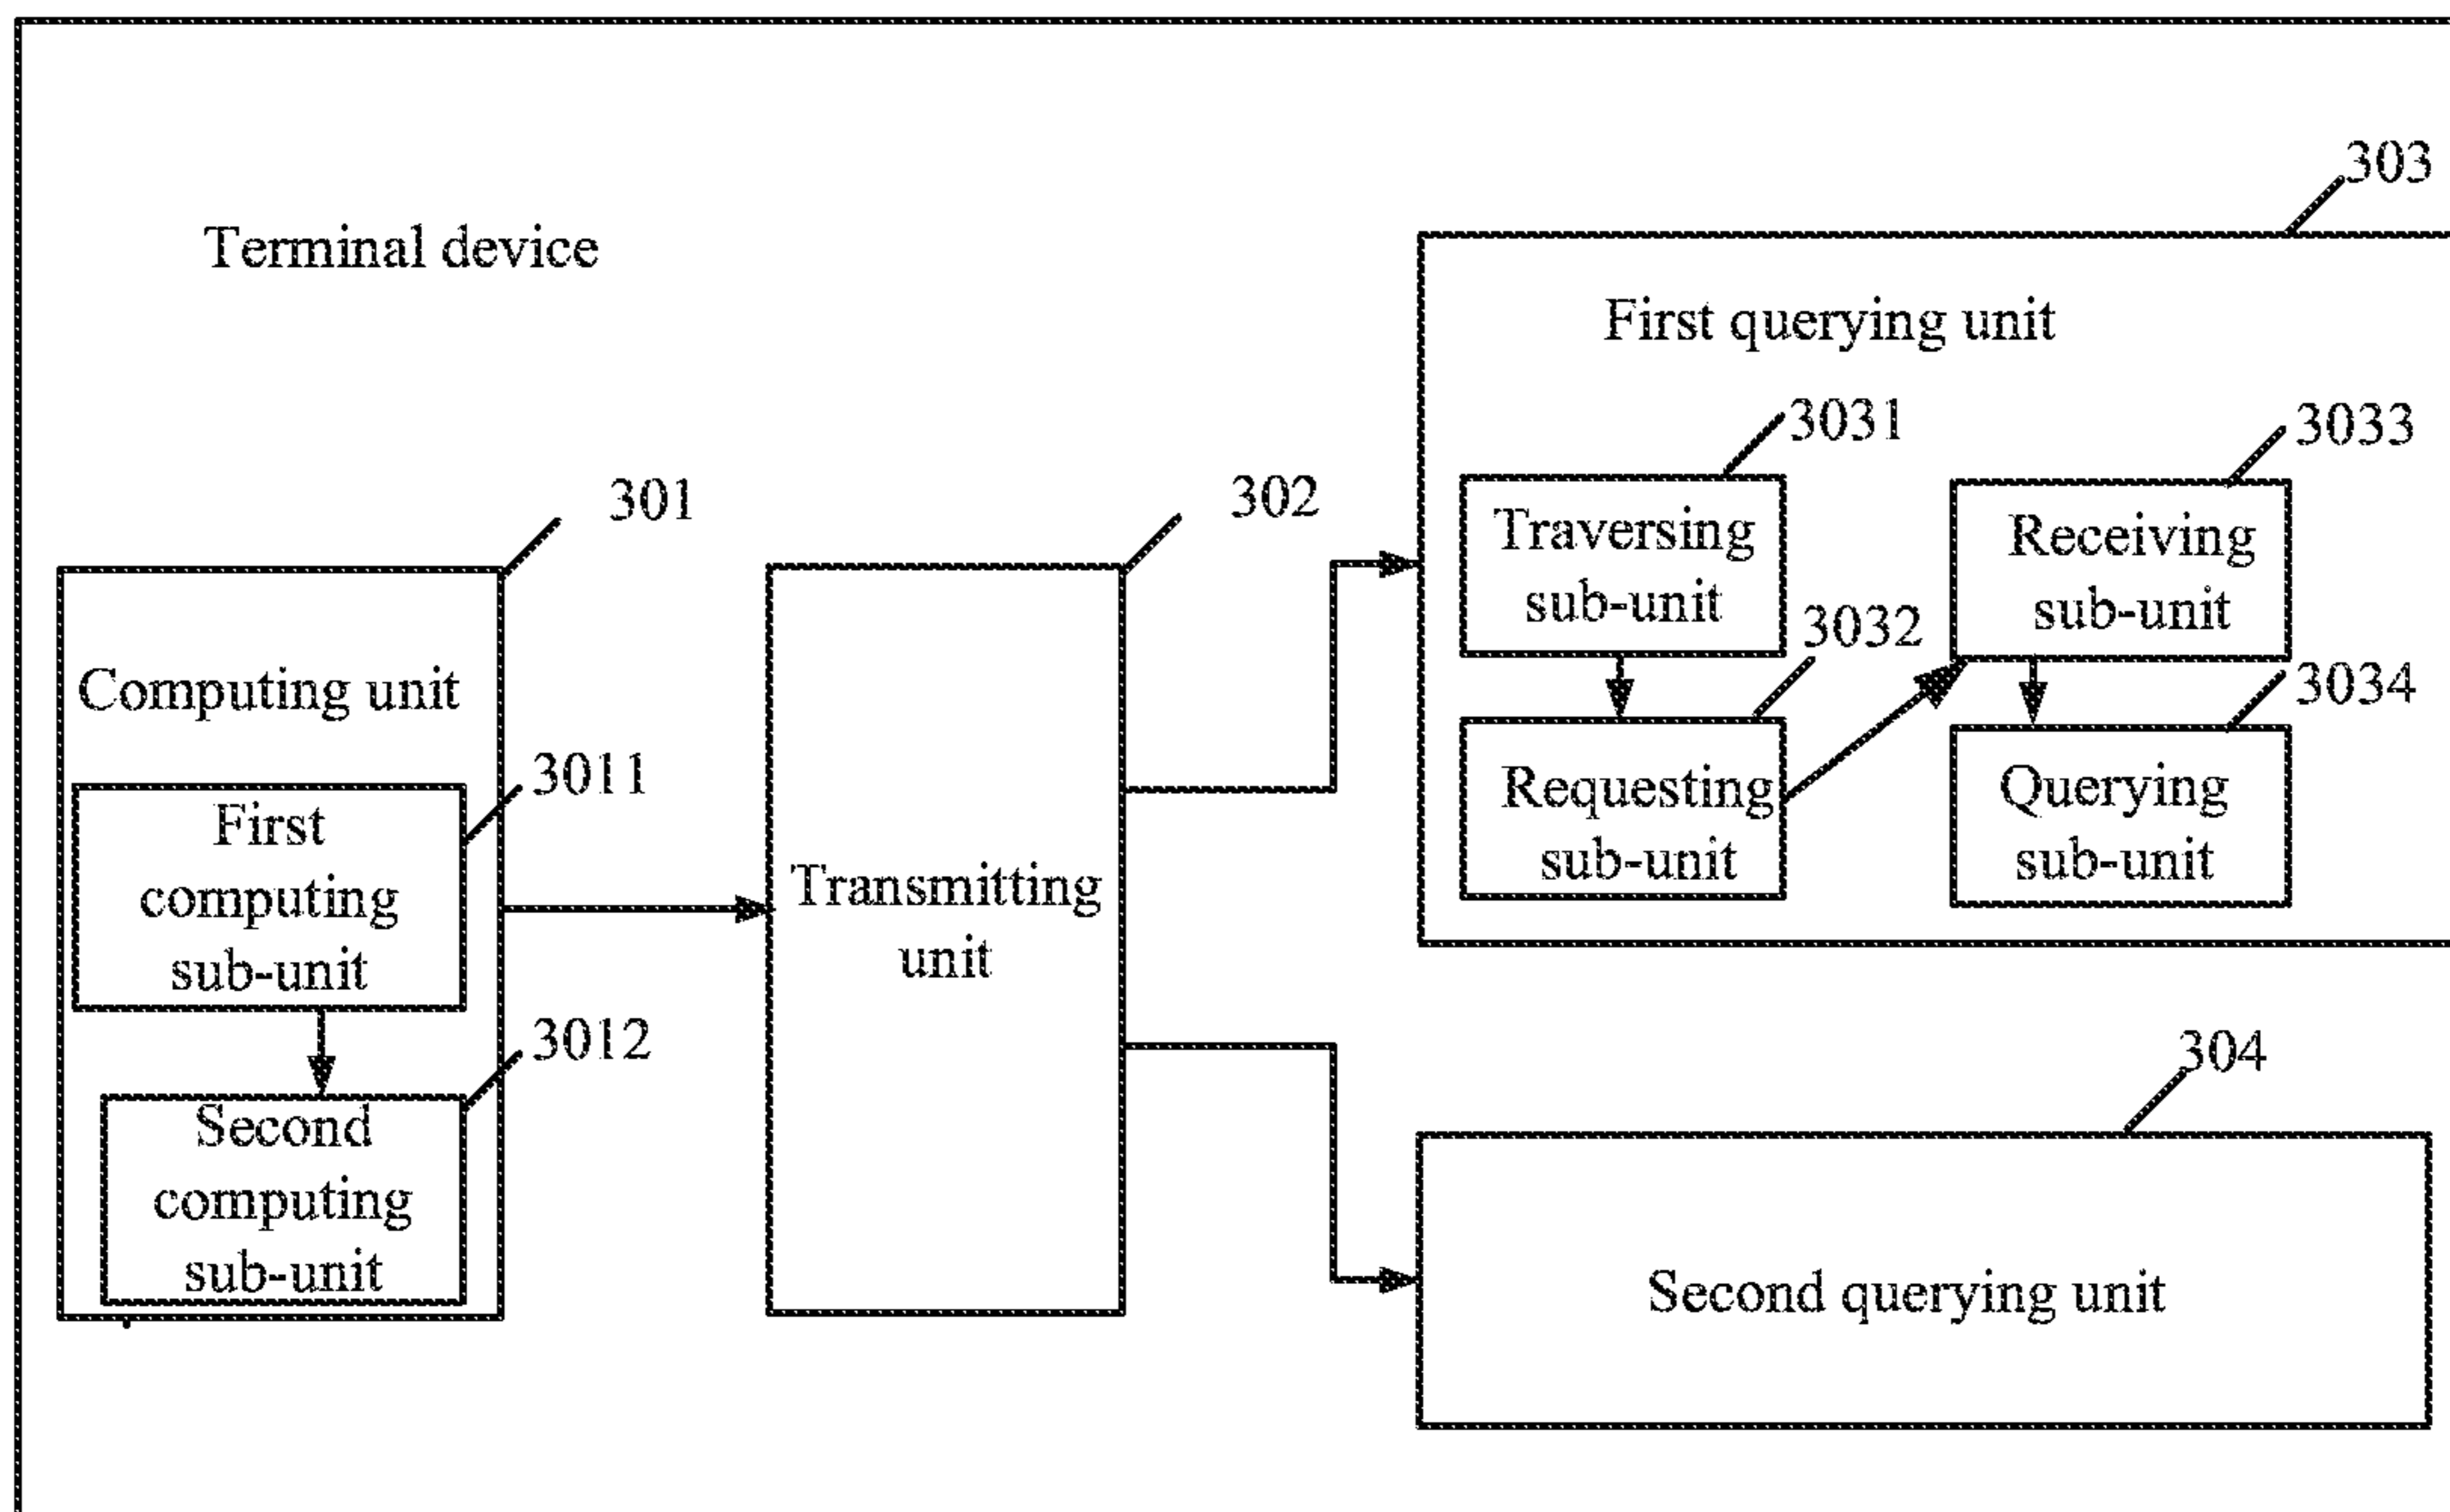 303
Terminal device
First querying unit
3031
3033
301
302
Traversing
sub-unit
Receiving
sub-unit
3032
Computing unit
3034
3011
Requesting
sub-unit
Querying
sub-unit
First
computing
sub-unit
Transmitting
unit
3012
304
Second
computing
sub-unit
Second querying unit